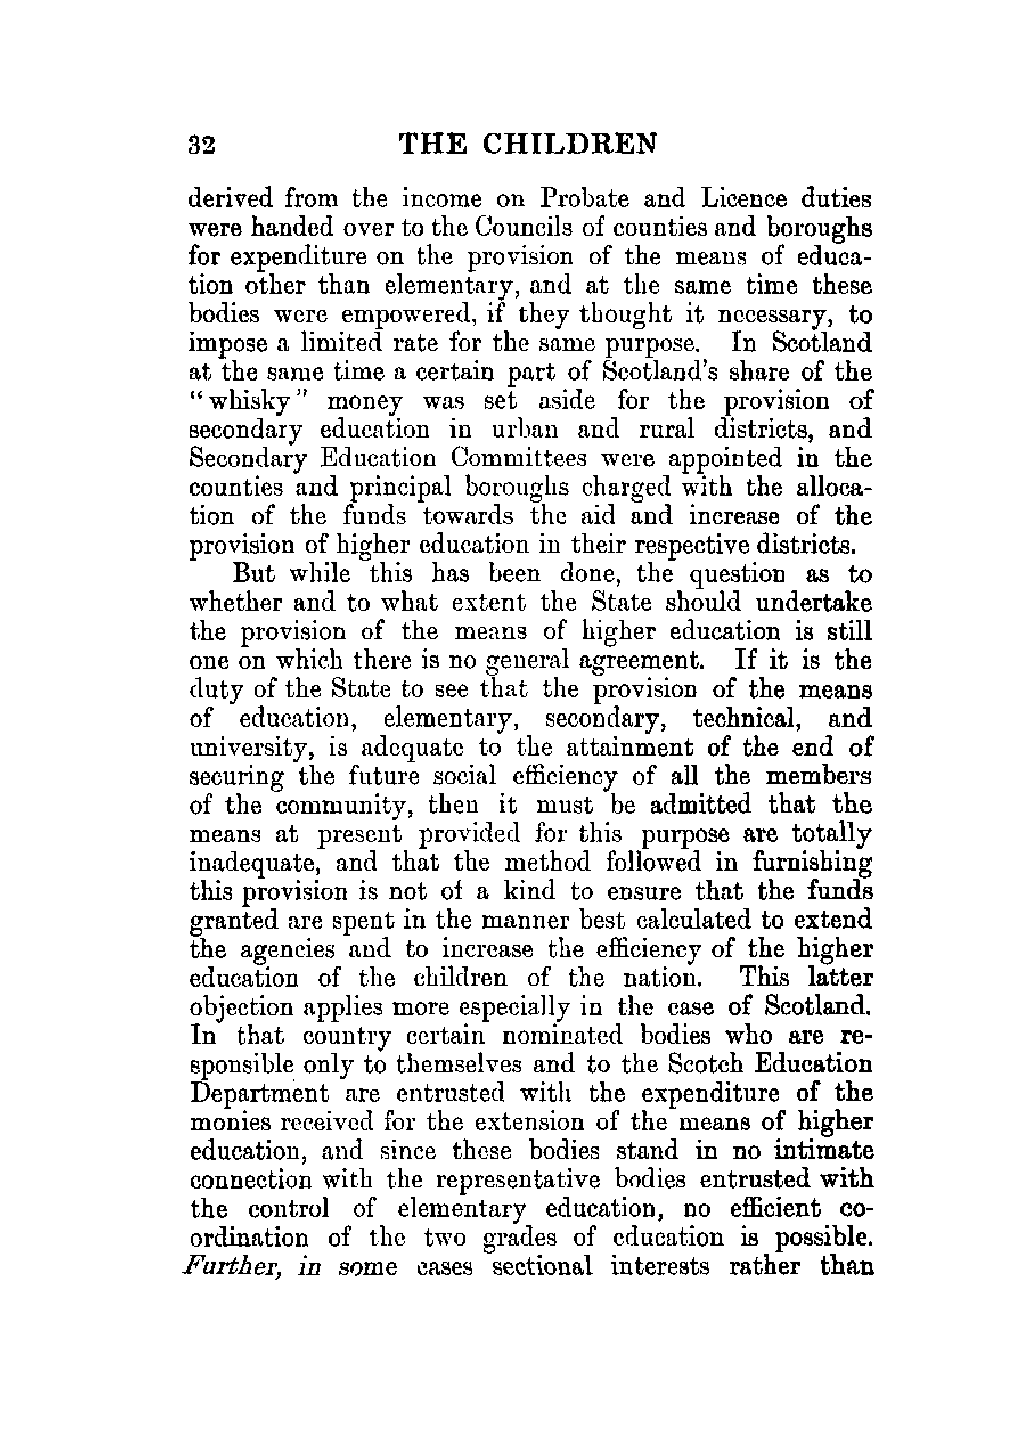 32 THE CHILDREN
derived from the income on Probate and Licence duties
were handed over to the Councils of counties and boroughs
for expenditure on the provision of the means of educa-
tion other than elementary, and at the same time these
bodies were empowered, if they thought it necessary, to
impose a limited rate for the same purpose. In Scotland
at the same time a certain part of Scotland's share of the
"whisky" money was set aside for the provision of
secondary education in urban and rural districts, and
Secondary Education Committees were appointed in the
counties and principal boroughs charged with the alloca-
tion of the funds towards the aid and increase of the
provision of higher education in their respective districts.
But while this has been done, the question as to
whether and to what extent the State should undertake
the provision of the means of higher education is still
one on which there is no general agreement. If it is the
duty of the State to see that the provision of the means
of education, elementary, secondary, technical, and
university, is adequate to the attainment of the end of
securing the future social efficiency of all the members
of the community, then it must be admitted that the
means at present provided for this purpose are totally
inadequate, and that the method followed in furnishing
this provision is not of a kind to ensure that the funds
granted are spent in the manner best calculated to extend
the agencies and to increase the efficiency of the higher
education of the children of the nation. This latter
objection applies more especially in the case of Scotland.
In that country certain nominated bodies who are re-
sponsible only to themselves and to the Scotch Education
Department are entrusted with the expenditure of the
monies received for the extension of the means of higher
education, and since these bodies stand in no intimate
connection with the representative bodies entrusted with
the control of elementary education, no efficient co-
ordination of the two grades of education is possible.
Further, in some cases sectional interests rather than